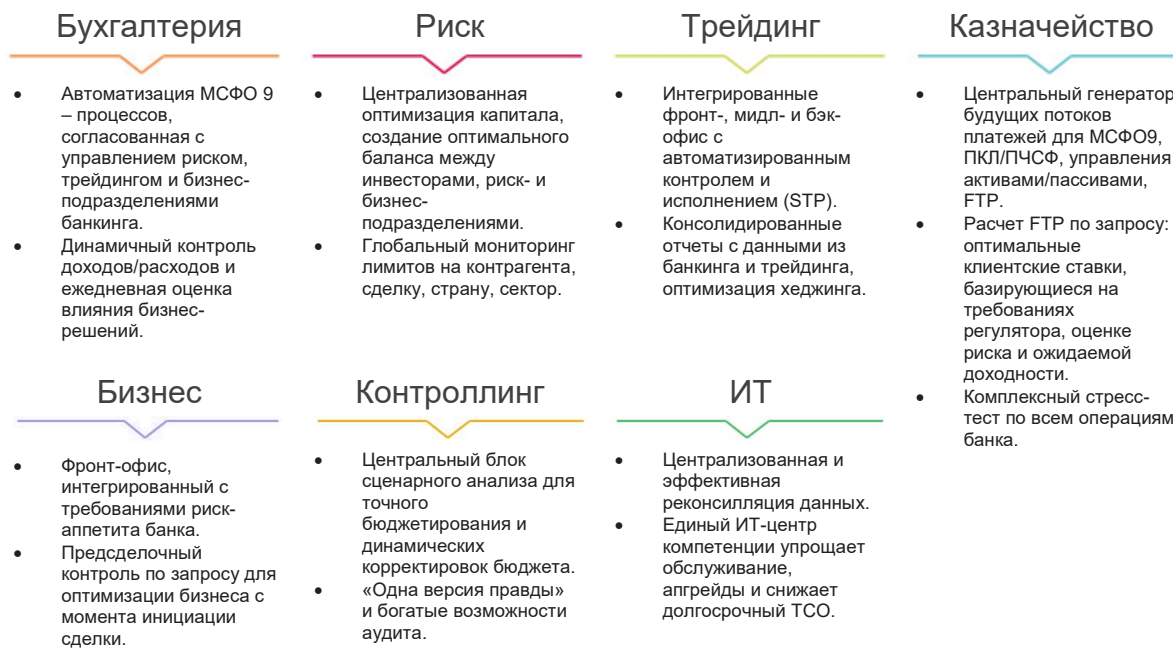 Бухгалтерия
• Автоматизация МСФО 9
– процессов,
согласованная с
управлением риском,
трейдингом и бизнес-
подразделениями
банкинга.
• Динамичный контроль
доходов/расходов и
ежедневная оценка
влияния бизнес-
решений.
Риск
• Централизованная
оптимизация капитала,
создание оптимального
баланса между
инвесторами, риск- и
бизнес-
подразделениями.
• Глобальный мониторинг
лимитов на контрагента,
сделку, страну, сектор.
Трейдинг
• Интегрированные
фронт-, мидл- и бэк-
офис с
автоматизированным
контролем и
исполнением (STP).
• Консолидированные
отчеты с данными из
банкинга и трейдинга,
оптимизация хеджинга.
Казначейство
• Центральный генератор
будущих потоков
платежей для МСФО9,
ПКЛ/ПЧСФ, управления
активами/пассивами,
FTP.
• Расчет FTP по запросу:
оптимальные
клиентские ставки,
базирующиеся на
требованиях
регулятора, оценке
риска и ожидаемой
доходности.
• Комплексный стресс-
тест по всем операциям
банка.
Бизнес
• Фронт-офис,
интегрированный с
требованиями риск-
аппетита банка.
• Предсделочный
контроль по запросу для
оптимизации бизнеса с
момента инициации
сделки.
Контроллинг
• Центральный блок
сценарного анализа для
точного
бюджетирования и
динамических
корректировок бюджета.
• «Одна версия правды»
и богатые возможности
аудита.
ИТ
• Централизованная и
эффективная
реконсилляция данных.
• Единый ИТ-центр
компетенции упрощает
обслуживание,
апгрейды и снижает
долгосрочный TCO.